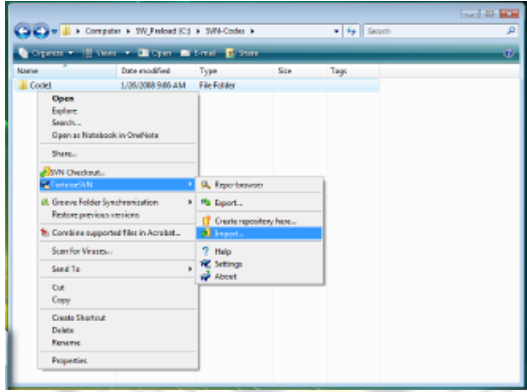 Computer ▸ SW_Preload (C:) ▸ SVN-Codes ▸
Search
Organize Views Open E-mail Share
Name Date modified Type Size Tags
Code1 1/26/2008 9:06 AM File Folder
Open
Explore
Search...
Open as Notebook in OneNote
Share...
SVN Checkout...
TortoiseSVN
Repo-browser
Groove Folder Synchronization
Export...
Restore previous versions
Create repository here...
Combine supported files in Acrobat...
Import...
Scan for Viruses...
Help
Send To
Settings
About
Cut
Copy
Create Shortcut
Delete
Rename
Properties